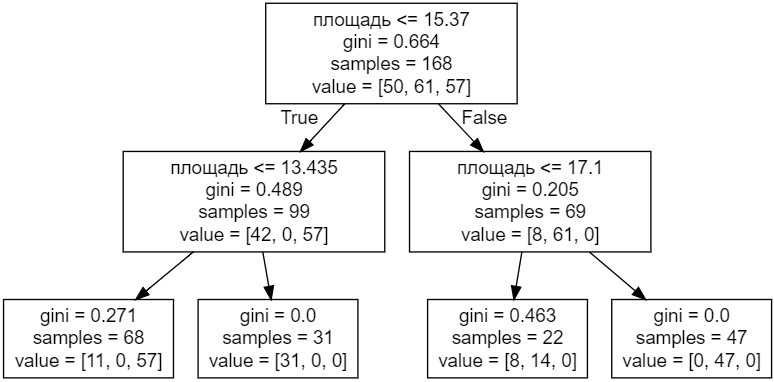 площадь <= 15.37
gini = 0.664
samples = 168
value = [50, 61, 57]
True
False
площадь <= 13.435
gini = 0.489
samples = 99
value = [42, 0, 57]
площадь <= 17.1
gini = 0.205
samples = 69
value = [8, 61, 0]
gini = 0.271
samples = 68
value = [11, 0, 57]
gini = 0.0
samples = 31
value = [31, 0, 0]
gini = 0.463
samples = 22
value = [8, 14, 0]
gini = 0.0
samples = 47
value = [0, 47, 0]